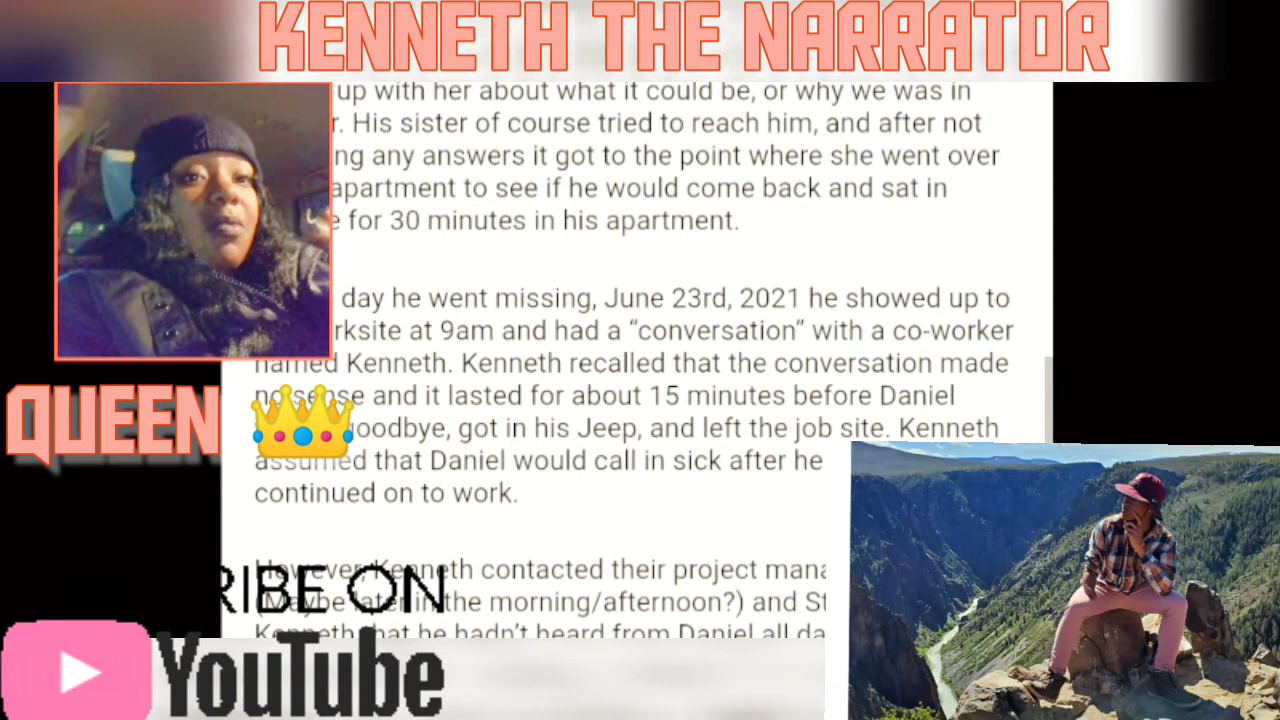 KENNETH THE NARRATOR
up with her about what it could be, or why we was in
r. His sister of course tried to reach him, and after not
ng any answers it got to the point where she went over
apartment to see if he would come back and sat in
e for 30 minutes in his apartment.
day he went missing, June 23rd, 2021 he showed up to
rksite at 9am and had a “conversation” with a co-worker
named Kenneth. Kenneth recalled that the conversation made
no sense and it lasted for about 15 minutes before Daniel
goodbye, got in his Jeep, and left the job site. Kenneth
assumed that Daniel would call in sick after he
continued on to work.
QUEEN
However, Kenneth contacted their project mana
(Maybe later in the morning/afternoon?) and St
Kenneth that he hadn’t heard from Daniel all da
RIBE ON
YouTube